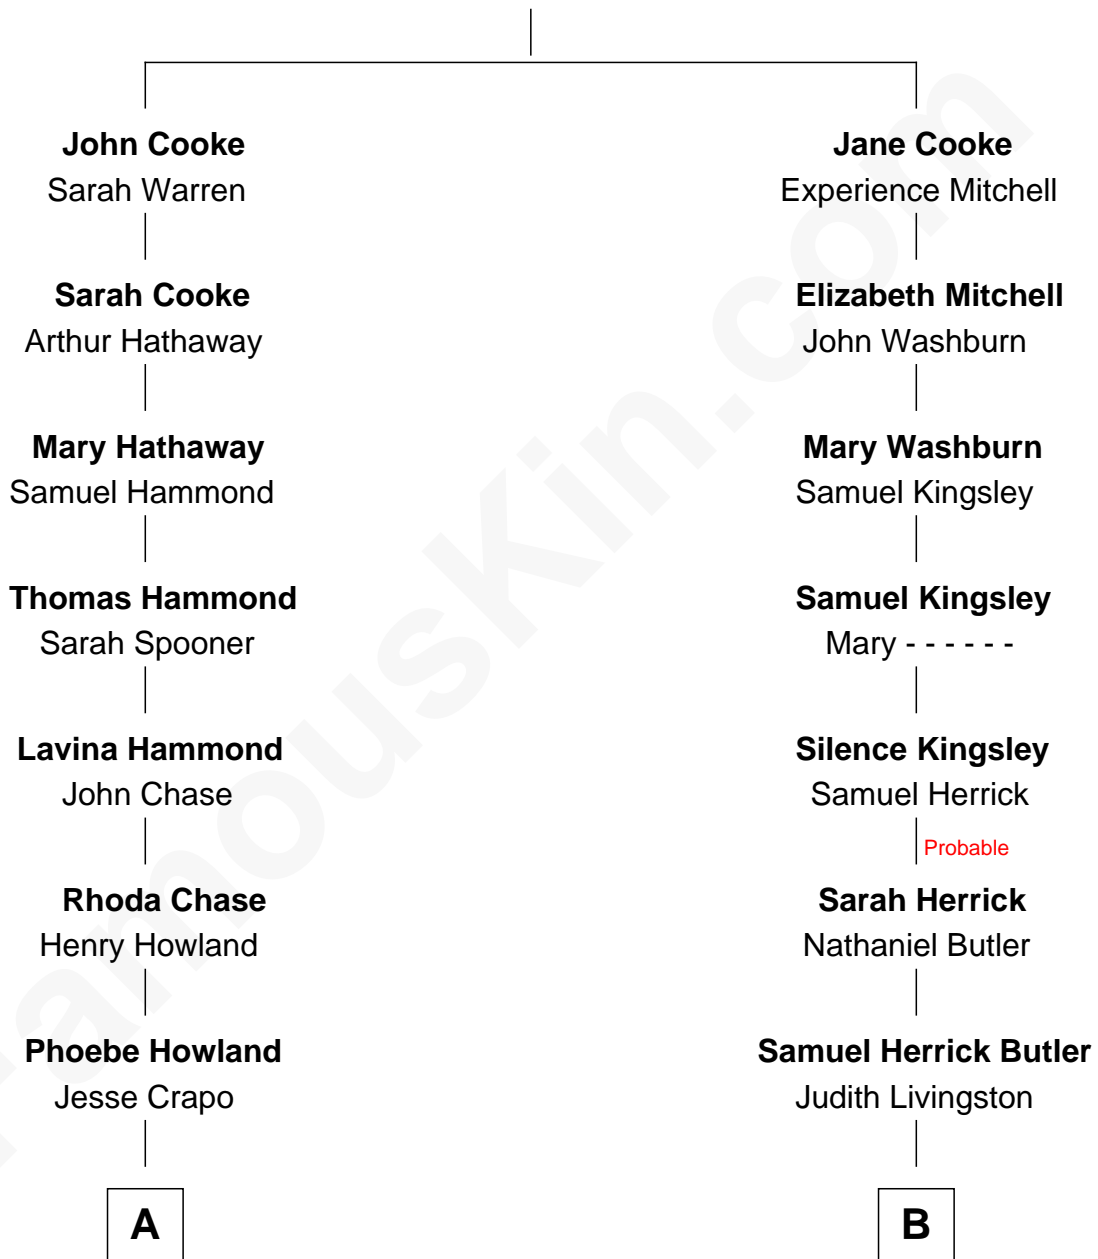 John Cooke
Sarah Warren
Sarah Cooke
Arthur Hathaway
Mary Hathaway
Samuel Hammond
Thomas Hammond
Sarah Spooner
Lavina Hammond
John Chase
Rhoda Chase
Henry Howland
Phoebe Howland
Jesse Crapo
A
Jane Cooke
Experience Mitchell
Elizabeth Mitchell
John Washburn
Mary Washburn
Samuel Kingsley
Samuel Kingsley
Mary - - - - - -
Silence Kingsley
Samuel Herrick
Probable
Sarah Herrick
Nathaniel Butler
Samuel Herrick Butler
Judith Livingston
B
FamousKin.com